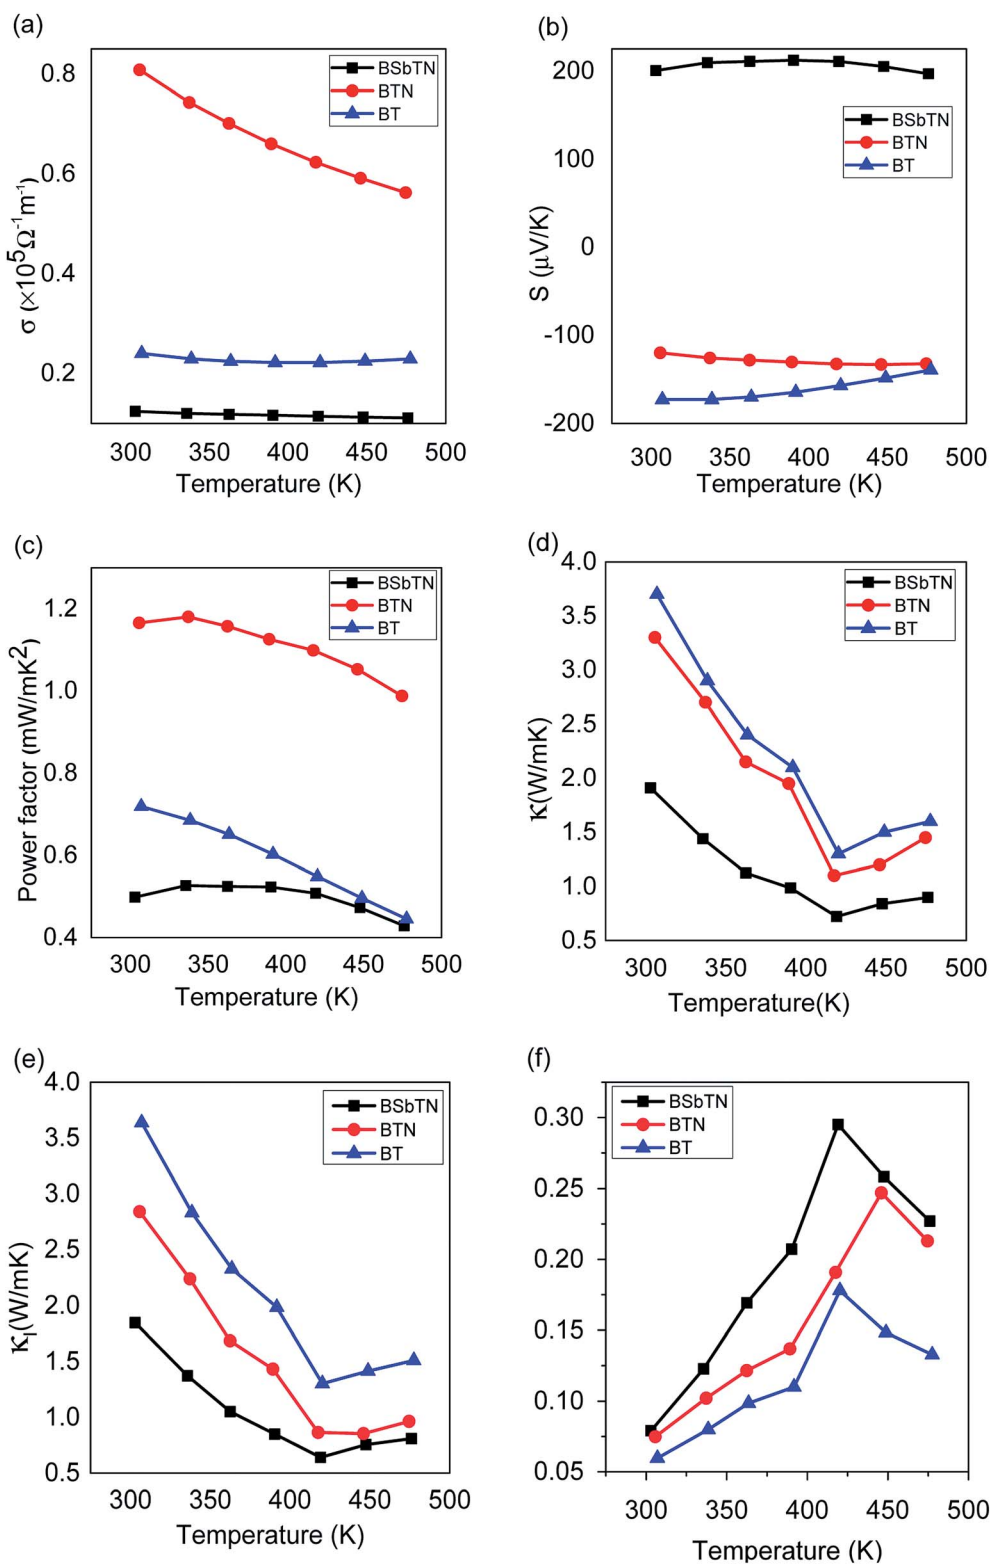 (a)
BSbTN
BTN
BT
0.8
0.6
0.4
0.2
σ (×10⁵Ω⁻¹m⁻¹)
300 350 400 450 500
Temperature (K)
(b)
BSbTN
BTN
BT
200
100
0
-100
-200
S (μV/K)
300 350 400 450 500
Temperature (K)
(c)
BSbTN
BTN
BT
1.2
1.0
0.8
0.6
0.4
Power factor (mW/mK²)
300 350 400 450 500
Temperature (K)
(d)
BSbTN
BTN
BT
4.0
3.5
3.0
2.5
2.0
1.5
1.0
0.5
κ(W/mK)
300 350 400 450 500
Temperature(K)
(e)
BSbTN
BTN
BT
4.0
3.5
3.0
2.5
2.0
1.5
1.0
0.5
κₗ(W/mK)
300 350 400 450 500
Temperature (K)
(f)
BSbTN
BTN
BT
0.30
0.25
0.20
0.15
0.10
0.05
300 350 400 450 500
Temperature (K)